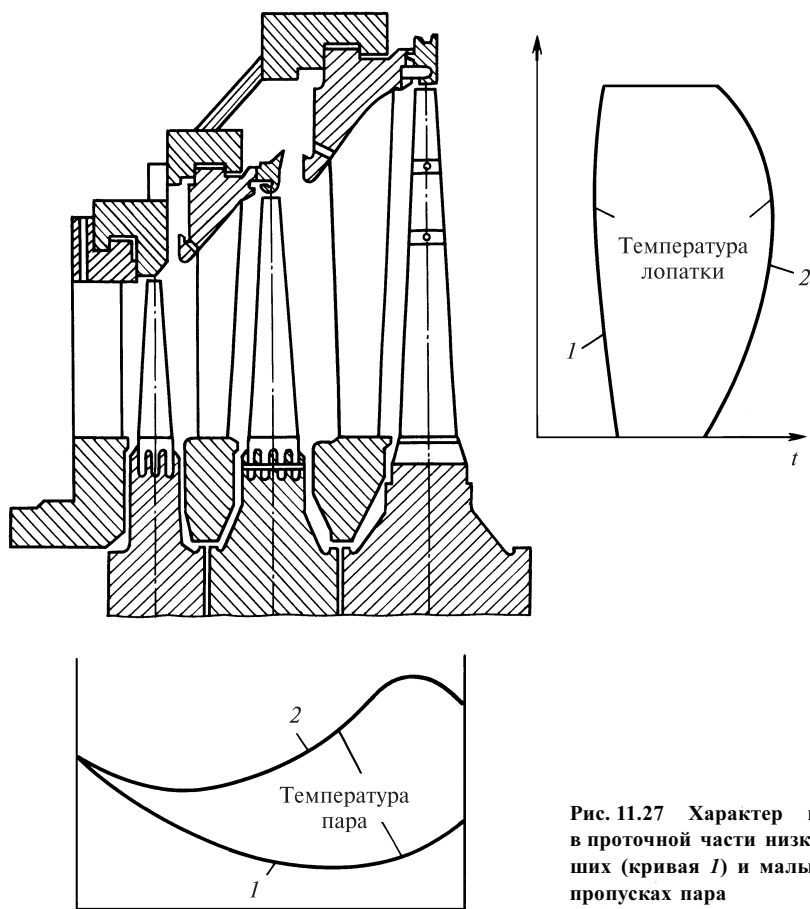 Температура
лопатки
1
2
t
2
Температура
пара
1
Рис. 11.27 Характер
в проточной части низк
ших (кривая 1) и малы
пропусках пара